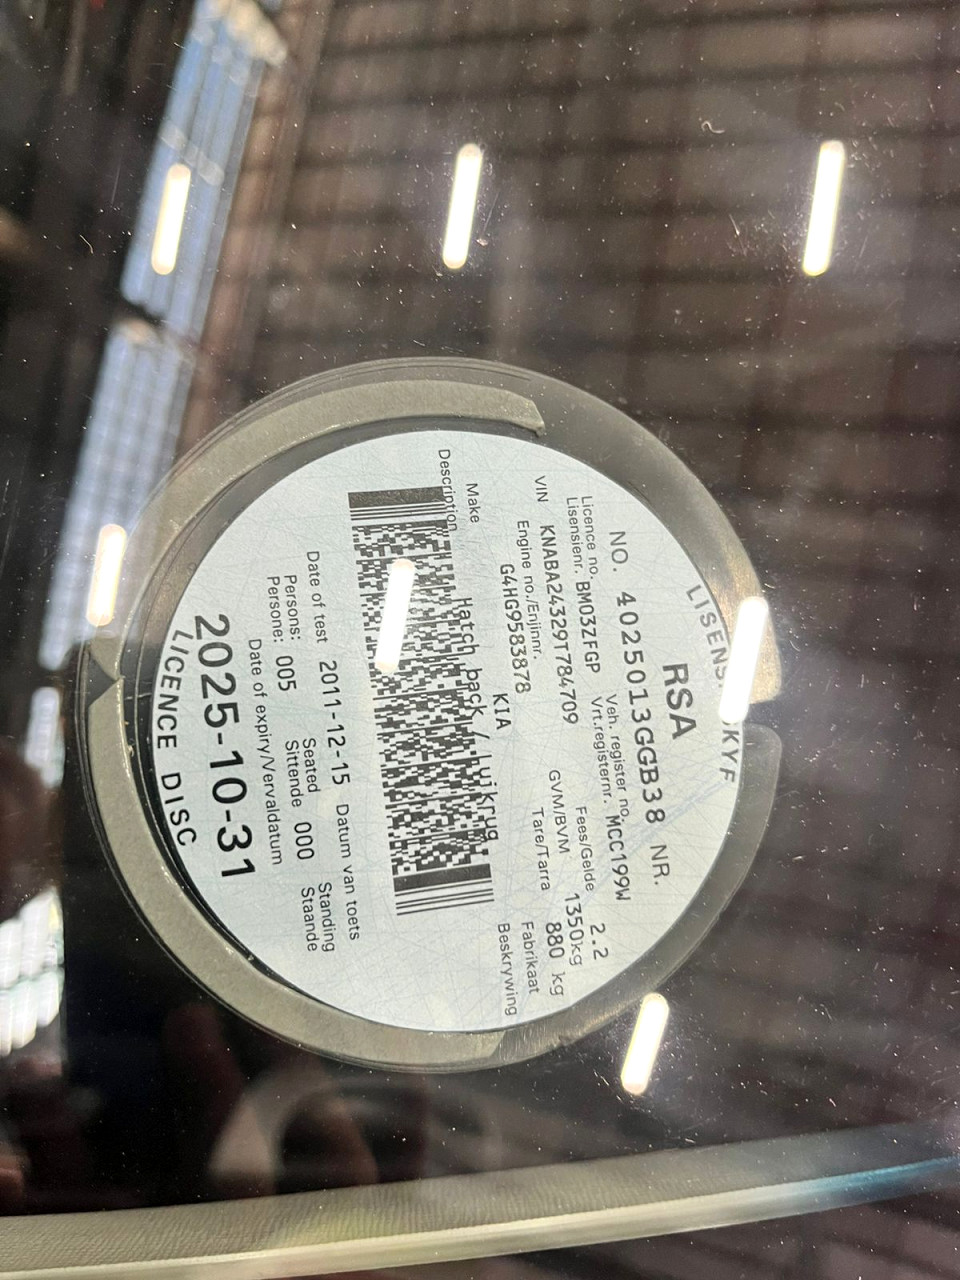 RSA
NO. 4025013GGB38 NR.
Licence no. Veh. register no. Fees/Gelde 2.2
Lisensienr. BM03ZFGP Vrt.registernr. MCC199W
VIN KNABA24329T784709 GVM/BVM 1350kg
Engine no./Enjinnr. Tare/Tarra 880 kg
G4HG9583878
Make KIA Fabrikaat
Description Hatch back / Luikrug Beskrywing
Date of test 2011-12-15 Datum van toets
Persons: 005 Seated 000 Standing
Persone: Sittende Staande
Date of expiry/Vervaldatum
2025-10-31
LICENCE DISC